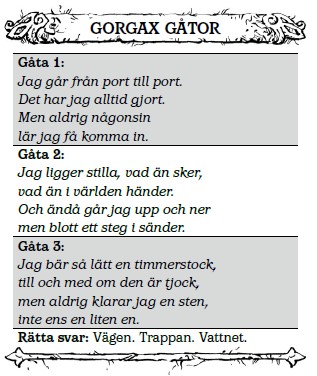 GORGAX GÅTOR
Gåta 1:
Jag går från port till port.
Det har jag alltid gjort.
Men aldrig någonsin
lär jag få komma in.
Gåta 2:
Jag ligger stilla, vad än sker,
vad än i världen händer.
Och ändå går jag upp och ner
men blott ett steg i sänder.
Gåta 3:
Jag bär så lätt en timmerstock,
till och med om den är tjock,
men aldrig klarar jag en sten,
inte ens en liten en.
Rätta svar: Vägen. Trappan. Vattnet.